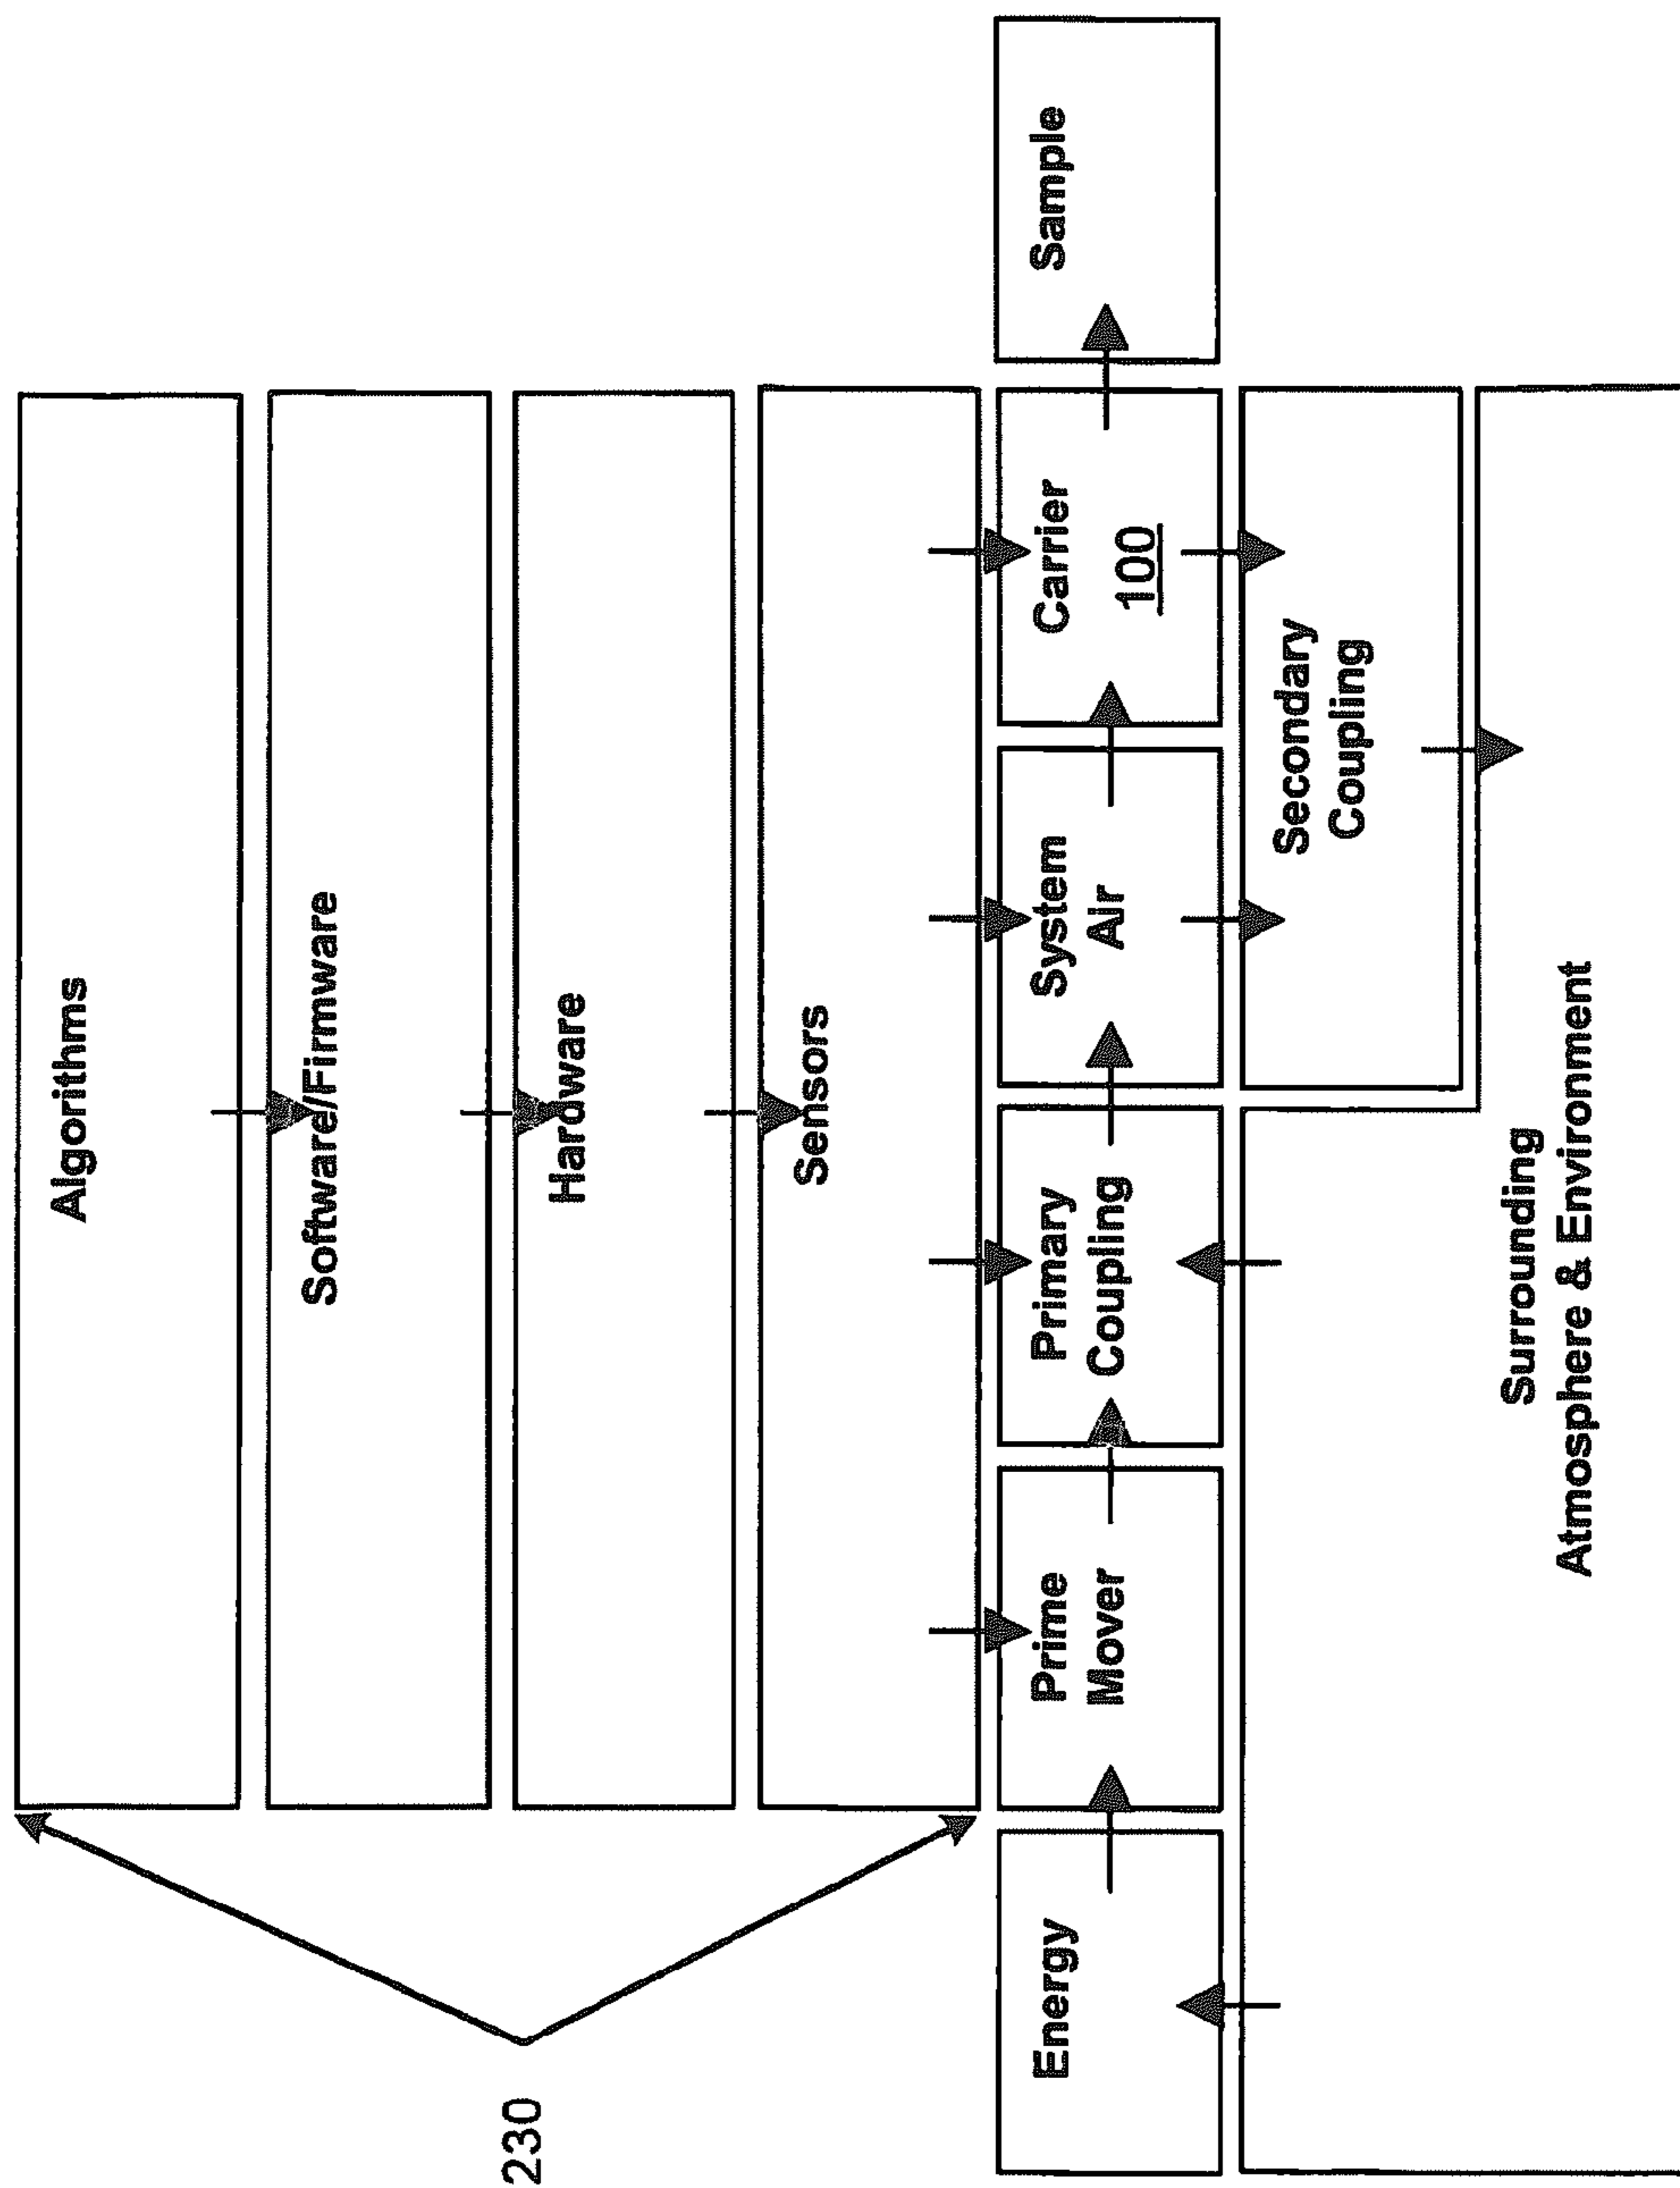 Algorithms
Software/Firmware
Hardware
Sensors
230
Energy
Prime
Mover
Primary
Coupling
System
Air
Carrier
100
Sample
Secondary
Coupling
Surrounding
Atmosphere & Environment